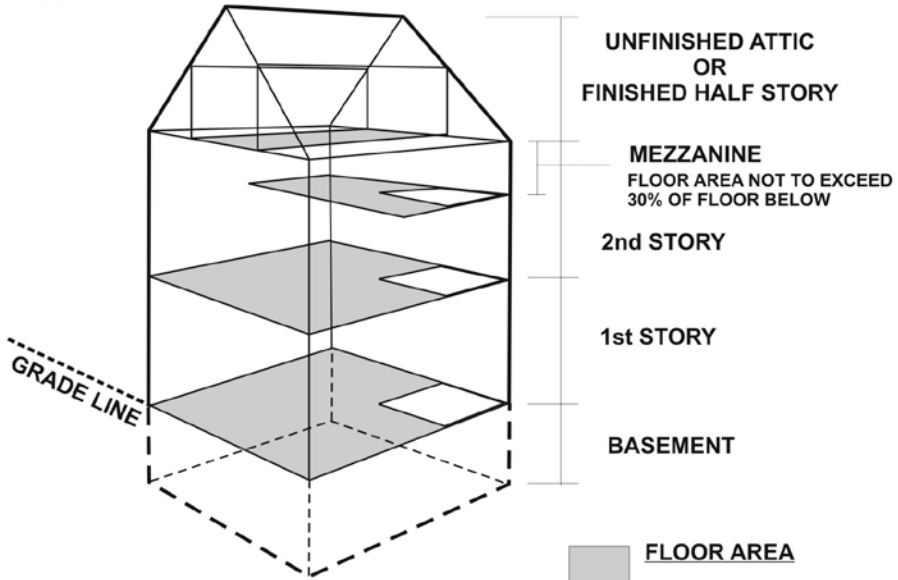 UNFINISHED ATTIC
OR
FINISHED HALF STORY
MEZZANINE
FLOOR AREA NOT TO EXCEED
30% OF FLOOR BELOW
2nd STORY
1st STORY
GRADE LINE
BASEMENT
FLOOR AREA